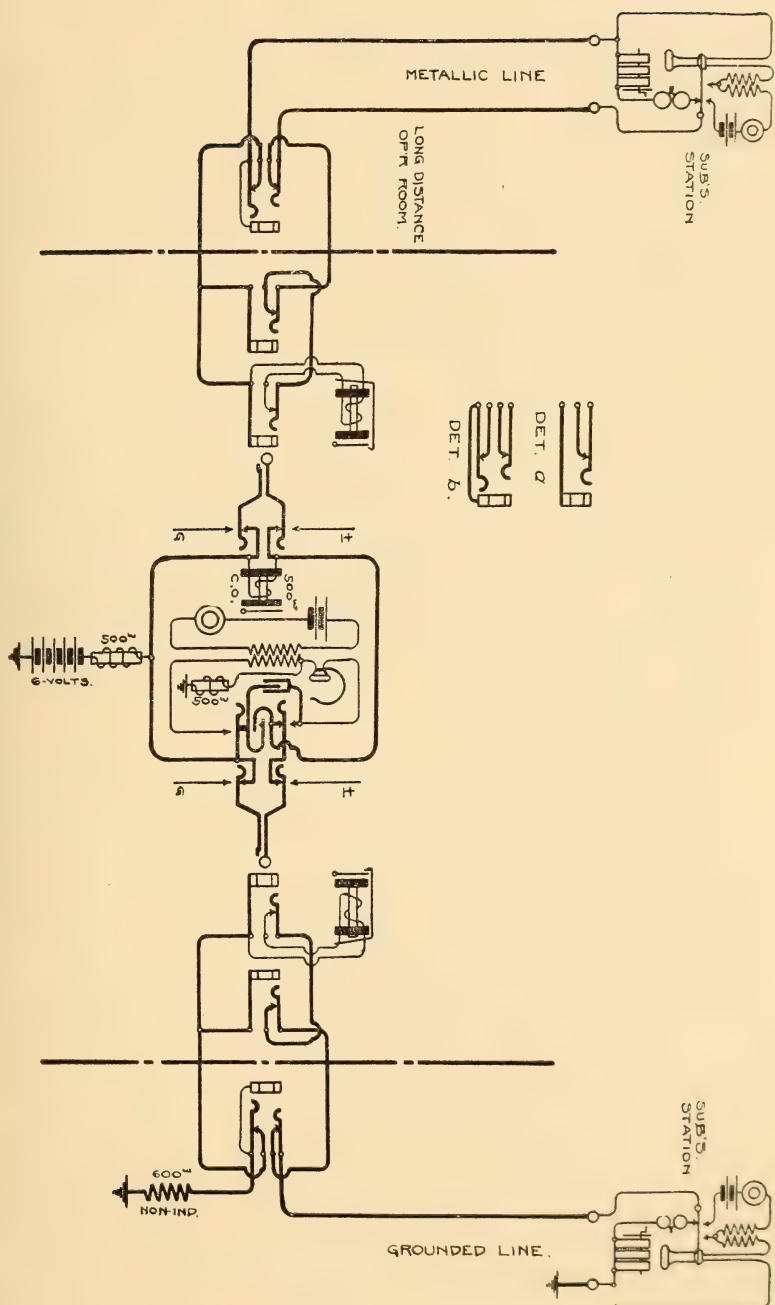 METALLIC LINE
SUB'S.
STATION
LONG DISTANCE
OP'R ROOM.
DET. a
DET. b.
G
H
500ω
C.O.
500ω
6-VOLTS.
500ω
G
H
600ω
NON-IND.
SUB'S.
STATION
GROUNDED LINE.